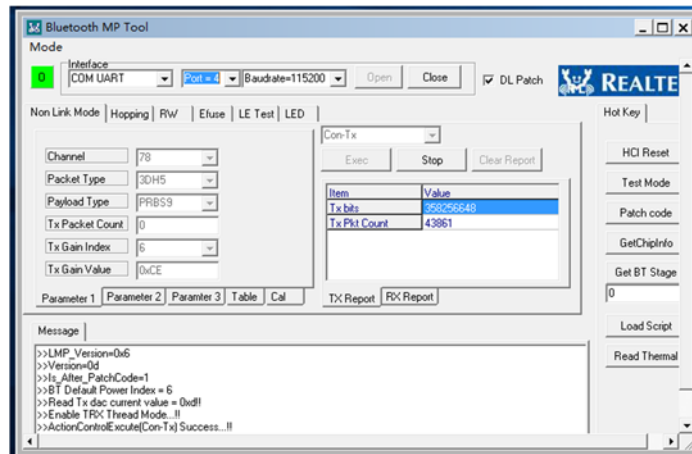 Bluetooth MP Tool
Mode
0
Interface
COM UART
Port = 4
Baudrate=115200
Open
Close
DL Patch
REALTE
Non Link Mode
Hopping
RW
Efuse
LE Test
LED
Hot Key
Channel
78
Packet Type
3DH5
Payload Type
PRBS9
Tx Packet Count
0
Tx Gain Index
6
Tx Gain Value
0xCE
Parameter 1
Parameter 2
Paramter 3
Table
Cal
Con-Tx
Exec
Stop
Clear Report
Item Value
Tx bits 358256648
Tx Pkt Count 43861
TX Report
RX Report
HCI Reset
Test Mode
Patch code
GetChipInfo
Get BT Stage
0
Load Script
Read Thermal
Message
>>LMP_Version=0x6
>>Version=0d
>>Is_After_PatchCode=1
>>BT Default Power Index = 6
>>Read Tx dac current value = 0xd!!
>>Enable TRX Thread Mode...!!
>>ActionControlExcute(Con-Tx) Success...!!